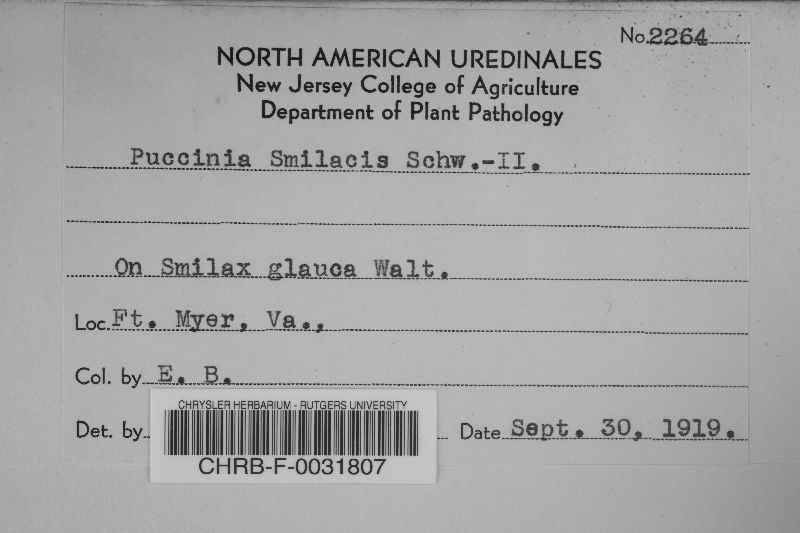 No. 2264
NORTH AMERICAN UREDINALES
New Jersey College of Agriculture
Department of Plant Pathology
Puccinia Smilacis Schw.-II.
On Smilax glauca Walt.
Loc. Ft. Myer, Va.,
Col. by E. B.
Det. by
Date Sept. 30, 1919.
CHRYSLER HERBARIUM - RUTGERS UNIVERSITY
CHRB-F-0031807